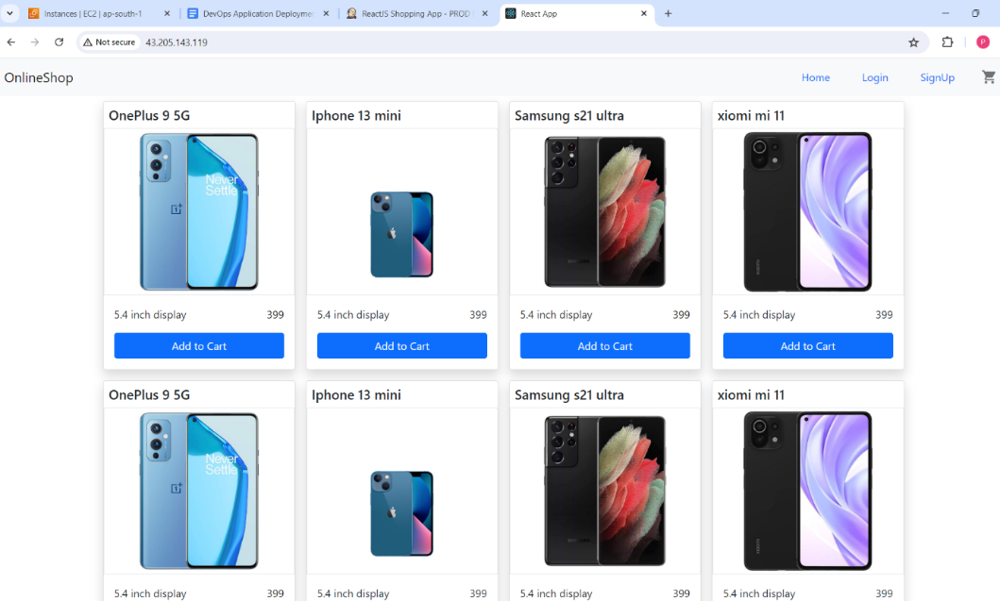 Instances | EC2 | ap-south-1
DevOps Application Deployme
ReactJS Shopping App - PROD
React App
Not secure
43.205.143.119
P
OnlineShop
Home
Login
SignUp
OnePlus 9 5G
Iphone 13 mini
Samsung s21 ultra
xiomi mi 11
Never
Settle
SAMSUNG
xiaomi
5.4 inch display 399
5.4 inch display 399
5.4 inch display 399
5.4 inch display 399
Add to Cart
Add to Cart
Add to Cart
Add to Cart
OnePlus 9 5G
Iphone 13 mini
Samsung s21 ultra
xiomi mi 11
Never
Settle
SAMSUNG
xiaomi
5.4 inch display 399
5.4 inch display 399
5.4 inch display 399
5.4 inch display 399